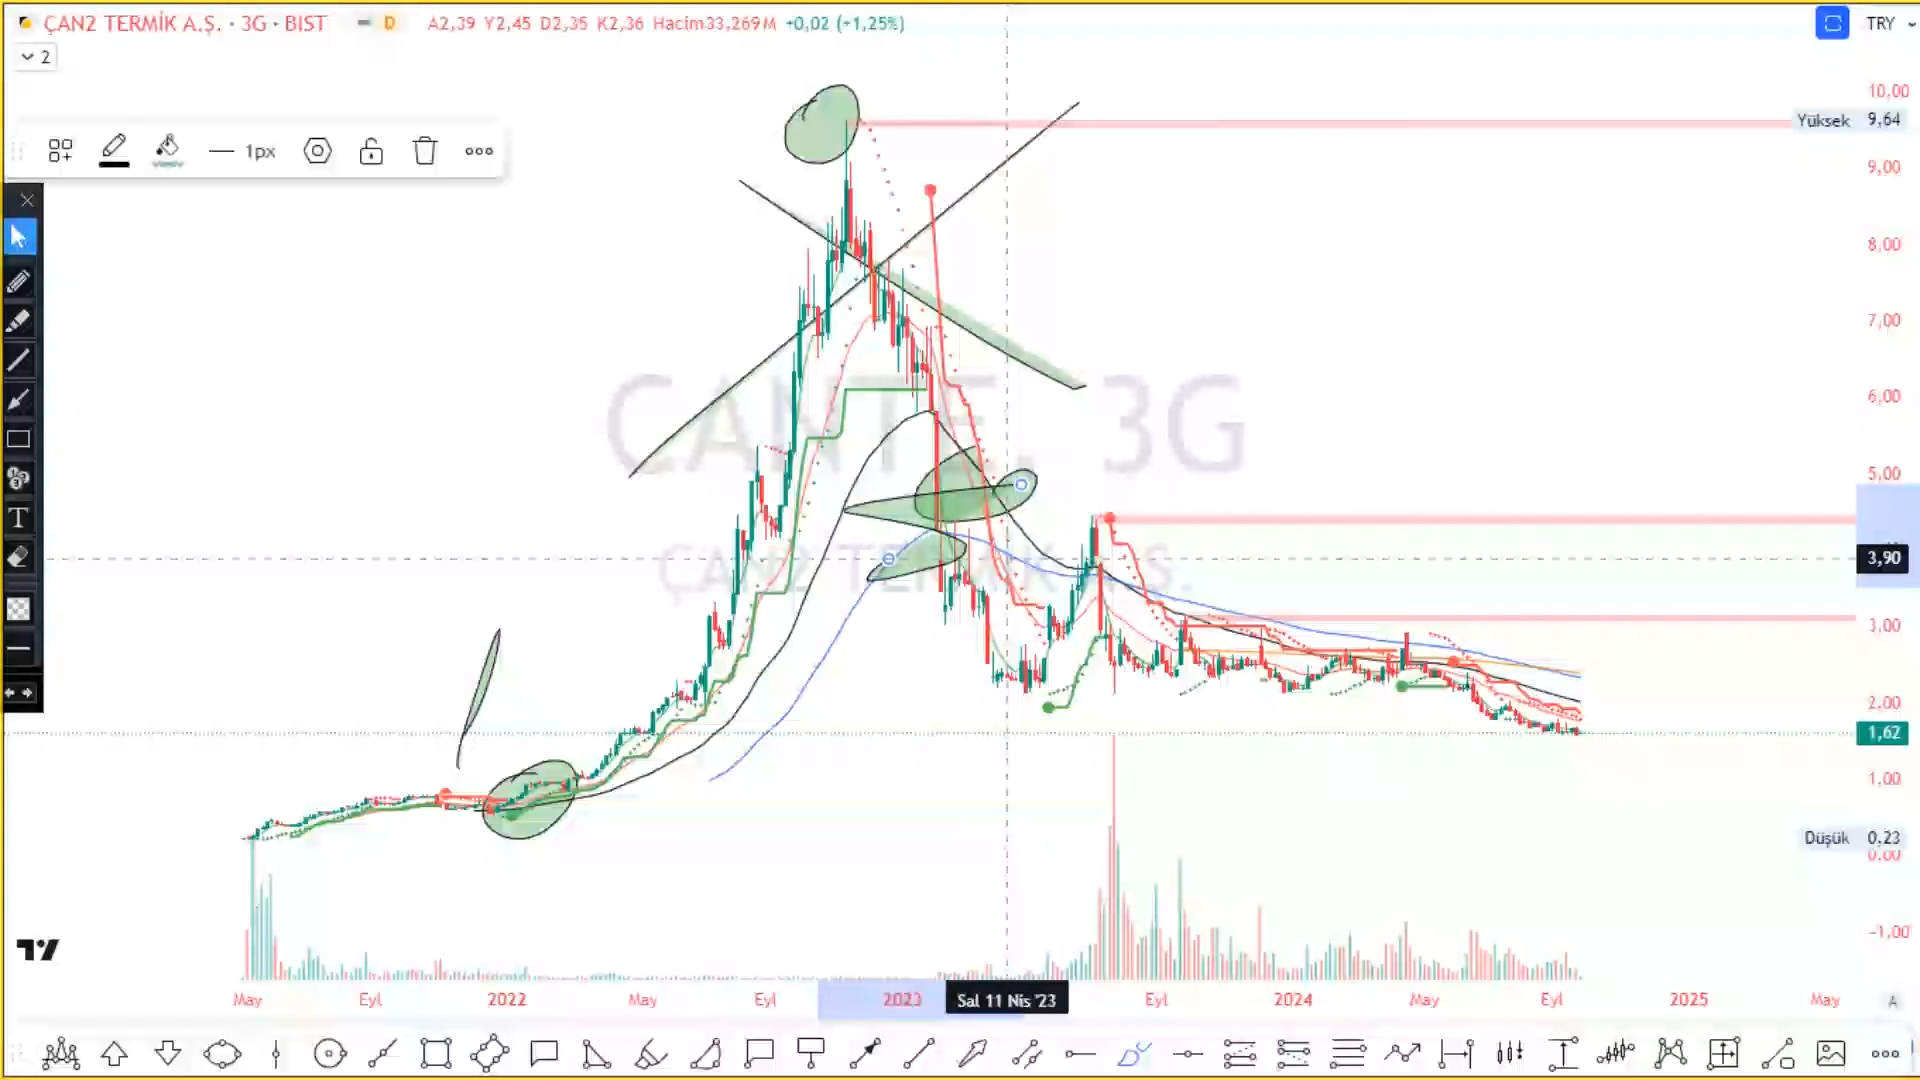 ÇAN2 TERMİK A.Ş. · 3G · BIST D A2,39 Y2,45 D2,35 K2,36 Hacim33,269M +0,02 (+1,25%) TRY
2
10,00
Yüksek 9,64
1px
9,00
8,00
7,00
6,00
CANTE, 3G
5,00
ÇAN2 TERMİK A.Ş.
3,90
3,00
2,00
1,62
1,00
Düşük 0,23
0,00
-1,00
May Eyl 2022 May Eyl 2023 Sal 11 Nis '23 Eyl 2024 May Eyl 2025 May A
T